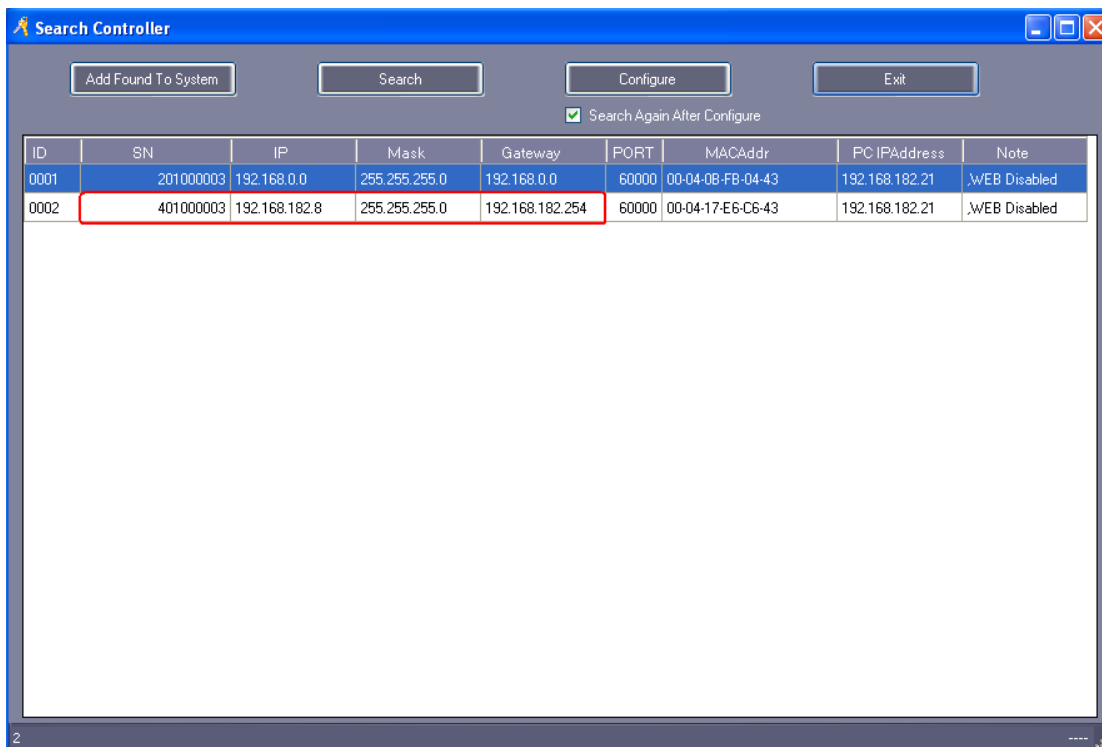 Search Controller
Add Found To System Search Configure Exit
Search Again After Configure
ID SN IP Mask Gateway PORT MACAddr PC IPAddress Note
0001 201000003 192.168.0.0 255.255.255.0 192.168.0.0 60000 00-04-0B-FB-04-43 192.168.182.21 ,WEB Disabled
0002 401000003 192.168.182.8 255.255.255.0 192.168.182.254 60000 00-04-17-E6-C6-43 192.168.182.21 ,WEB Disabled
2 ----